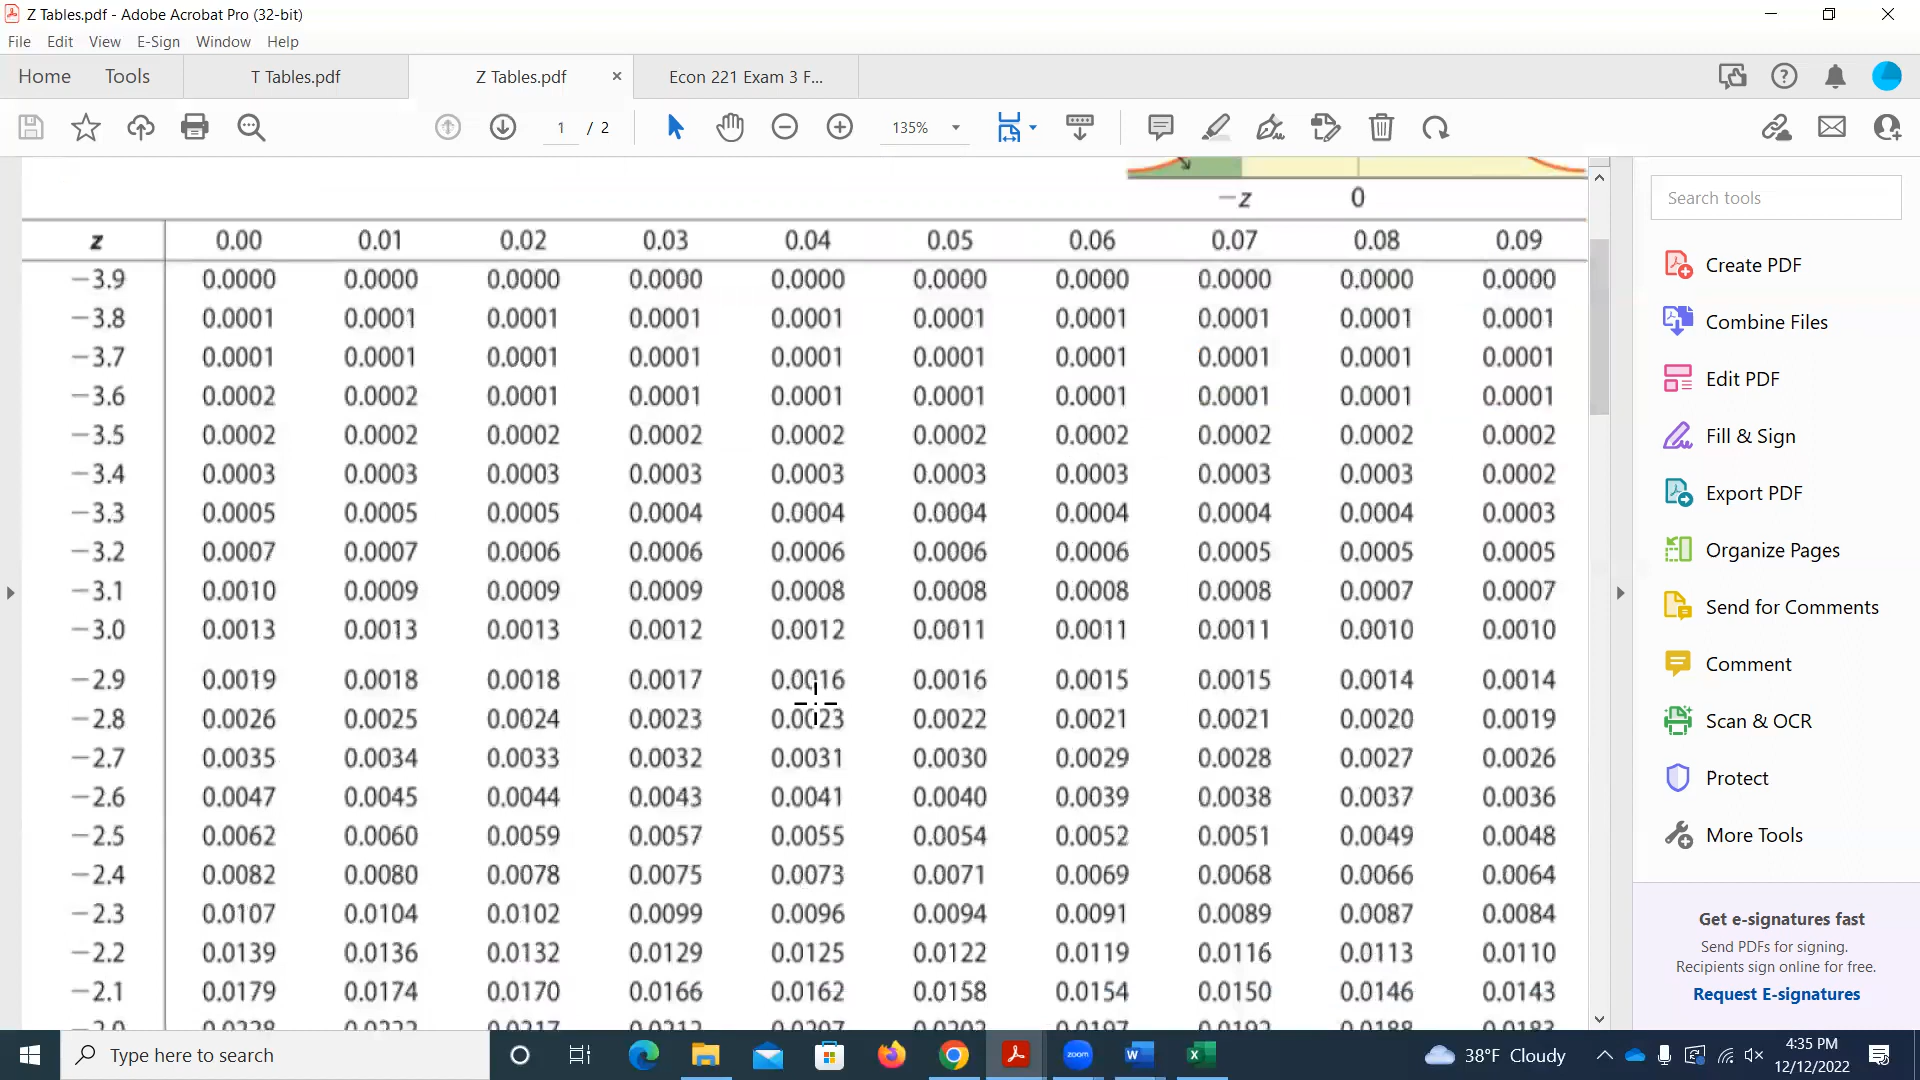 Z Tables.pdf - Adobe Acrobat Pro (32-bit)
File Edit View E-Sign Window Help
Home Tools T Tables.pdf Z Tables.pdf Econ 221 Exam 3 F...
1 / 2 135%
−z 0
z 0.00 0.01 0.02 0.03 0.04 0.05 0.06 0.07 0.08 0.09
−3.9 0.0000 0.0000 0.0000 0.0000 0.0000 0.0000 0.0000 0.0000 0.0000 0.0000
−3.8 0.0001 0.0001 0.0001 0.0001 0.0001 0.0001 0.0001 0.0001 0.0001 0.0001
−3.7 0.0001 0.0001 0.0001 0.0001 0.0001 0.0001 0.0001 0.0001 0.0001 0.0001
−3.6 0.0002 0.0002 0.0001 0.0001 0.0001 0.0001 0.0001 0.0001 0.0001 0.0001
−3.5 0.0002 0.0002 0.0002 0.0002 0.0002 0.0002 0.0002 0.0002 0.0002 0.0002
−3.4 0.0003 0.0003 0.0003 0.0003 0.0003 0.0003 0.0003 0.0003 0.0003 0.0002
−3.3 0.0005 0.0005 0.0005 0.0004 0.0004 0.0004 0.0004 0.0004 0.0004 0.0003
−3.2 0.0007 0.0007 0.0006 0.0006 0.0006 0.0006 0.0006 0.0005 0.0005 0.0005
−3.1 0.0010 0.0009 0.0009 0.0009 0.0008 0.0008 0.0008 0.0008 0.0007 0.0007
−3.0 0.0013 0.0013 0.0013 0.0012 0.0012 0.0011 0.0011 0.0011 0.0010 0.0010
−2.9 0.0019 0.0018 0.0018 0.0017 0.0016 0.0016 0.0015 0.0015 0.0014 0.0014
−2.8 0.0026 0.0025 0.0024 0.0023 0.0023 0.0022 0.0021 0.0021 0.0020 0.0019
−2.7 0.0035 0.0034 0.0033 0.0032 0.0031 0.0030 0.0029 0.0028 0.0027 0.0026
−2.6 0.0047 0.0045 0.0044 0.0043 0.0041 0.0040 0.0039 0.0038 0.0037 0.0036
−2.5 0.0062 0.0060 0.0059 0.0057 0.0055 0.0054 0.0052 0.0051 0.0049 0.0048
−2.4 0.0082 0.0080 0.0078 0.0075 0.0073 0.0071 0.0069 0.0068 0.0066 0.0064
−2.3 0.0107 0.0104 0.0102 0.0099 0.0096 0.0094 0.0091 0.0089 0.0087 0.0084
−2.2 0.0139 0.0136 0.0132 0.0129 0.0125 0.0122 0.0119 0.0116 0.0113 0.0110
−2.1 0.0179 0.0174 0.0170 0.0166 0.0162 0.0158 0.0154 0.0150 0.0146 0.0143
Search tools
Create PDF
Combine Files
Edit PDF
Fill & Sign
Export PDF
Organize Pages
Send for Comments
Comment
Scan & OCR
Protect
More Tools
Get e-signatures fast
Send PDFs for signing.
Recipients sign online for free.
Request E-signatures
Type here to search
zoom
38°F Cloudy
4:35 PM
12/12/2022